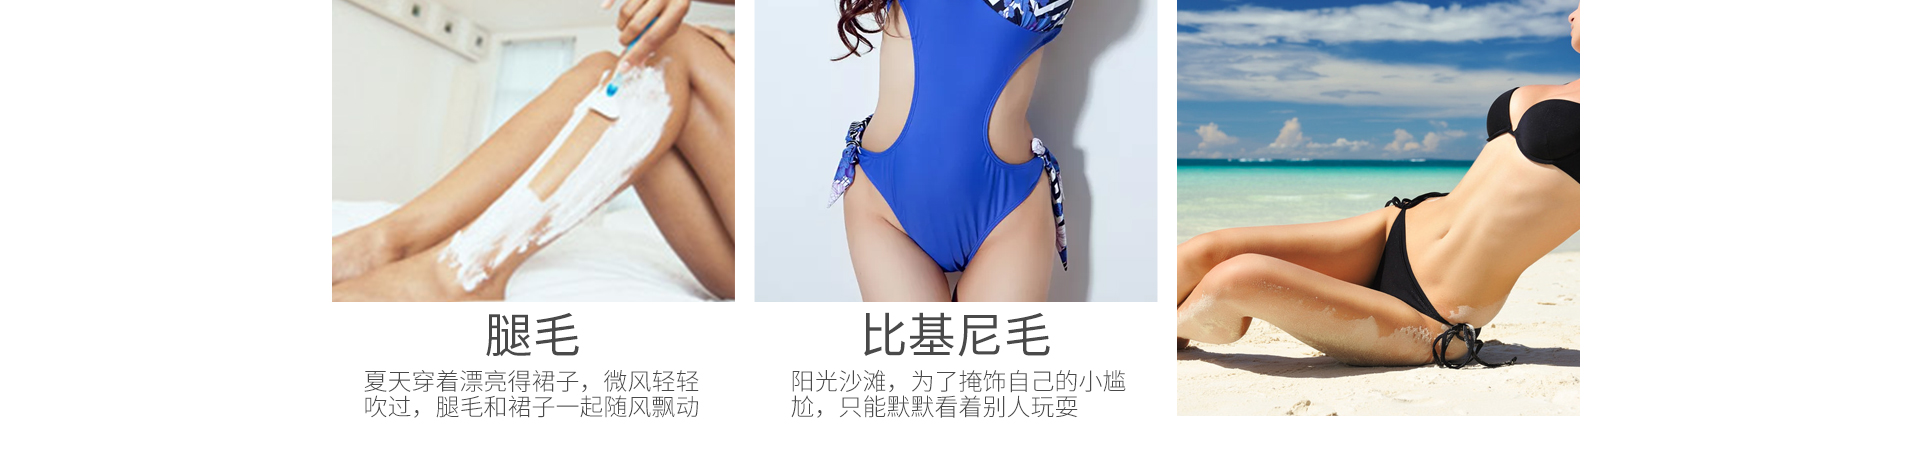 腿毛
夏天穿着漂亮得裙子，微风轻轻
吹过，腿毛和裙子一起随风飘动
比基尼毛
阳光沙滩，为了掩饰自己的小尴
尬，只能默默看着别人玩耍